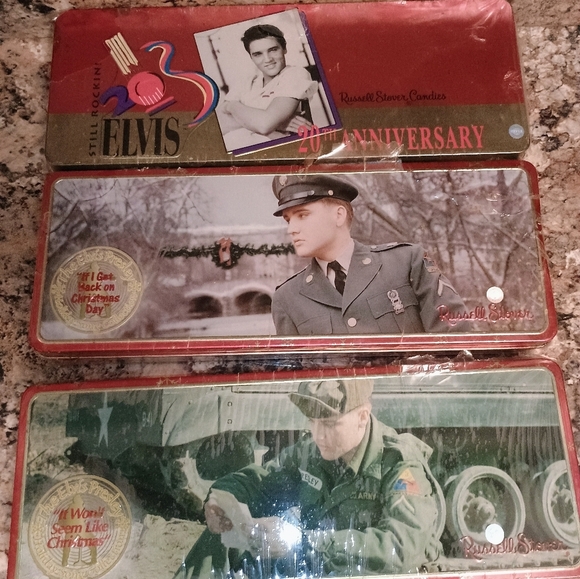 STILL ROCKIN'
ELVIS
Russell Stover Candies
20TH ANNIVERSARY
"If I Get
Back on
Christmas
Day"
Russell Stover
"It Won't
Seem Like
Christmas"
ARMY
Russell Stover